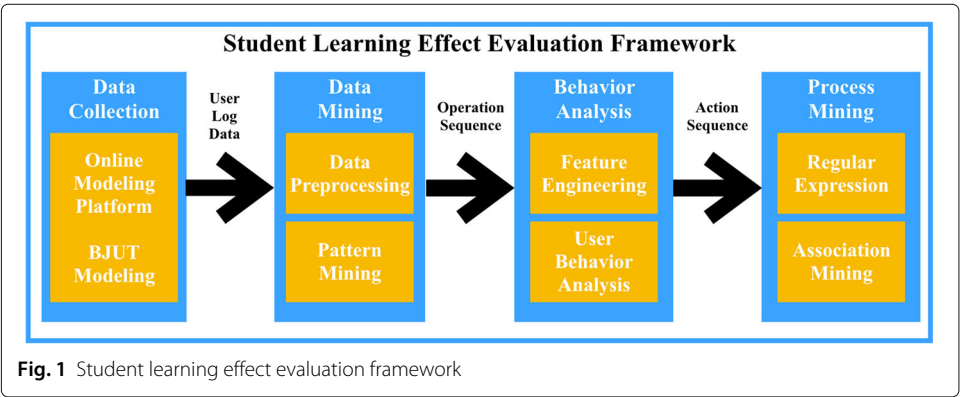 Student Learning Effect Evaluation Framework
Data
Collection
Online
Modeling
Platform
BJUT
Modeling
User
Log
Data
Data
Mining
Data
Preprocessing
Pattern
Mining
Operation
Sequence
Behavior
Analysis
Feature
Engineering
User
Behavior
Analysis
Action
Sequence
Process
Mining
Regular
Expression
Association
Mining
Fig. 1 Student learning effect evaluation framework